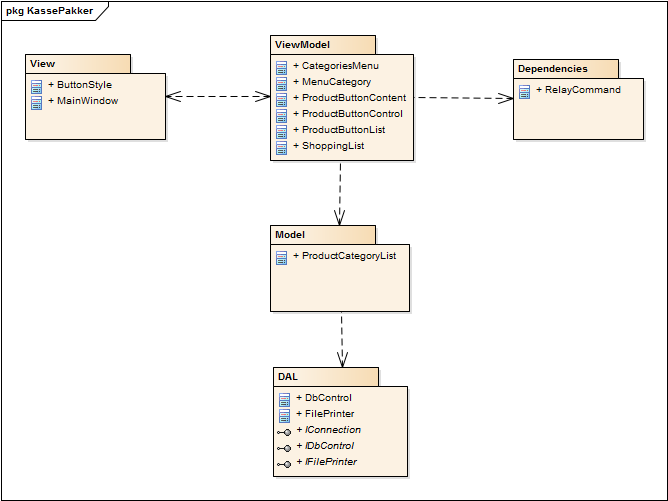 pkg KassePakker
View
+ ButtonStyle
+ MainWindow
ViewModel
+ CategoriesMenu
+ MenuCategory
+ ProductButtonContent
+ ProductButtonControl
+ ProductButtonList
+ ShoppingList
Dependencies
+ RelayCommand
Model
+ ProductCategoryList
DAL
+ DbControl
+ FilePrinter
+ IConnection
+ IDbControl
+ IFilePrinter